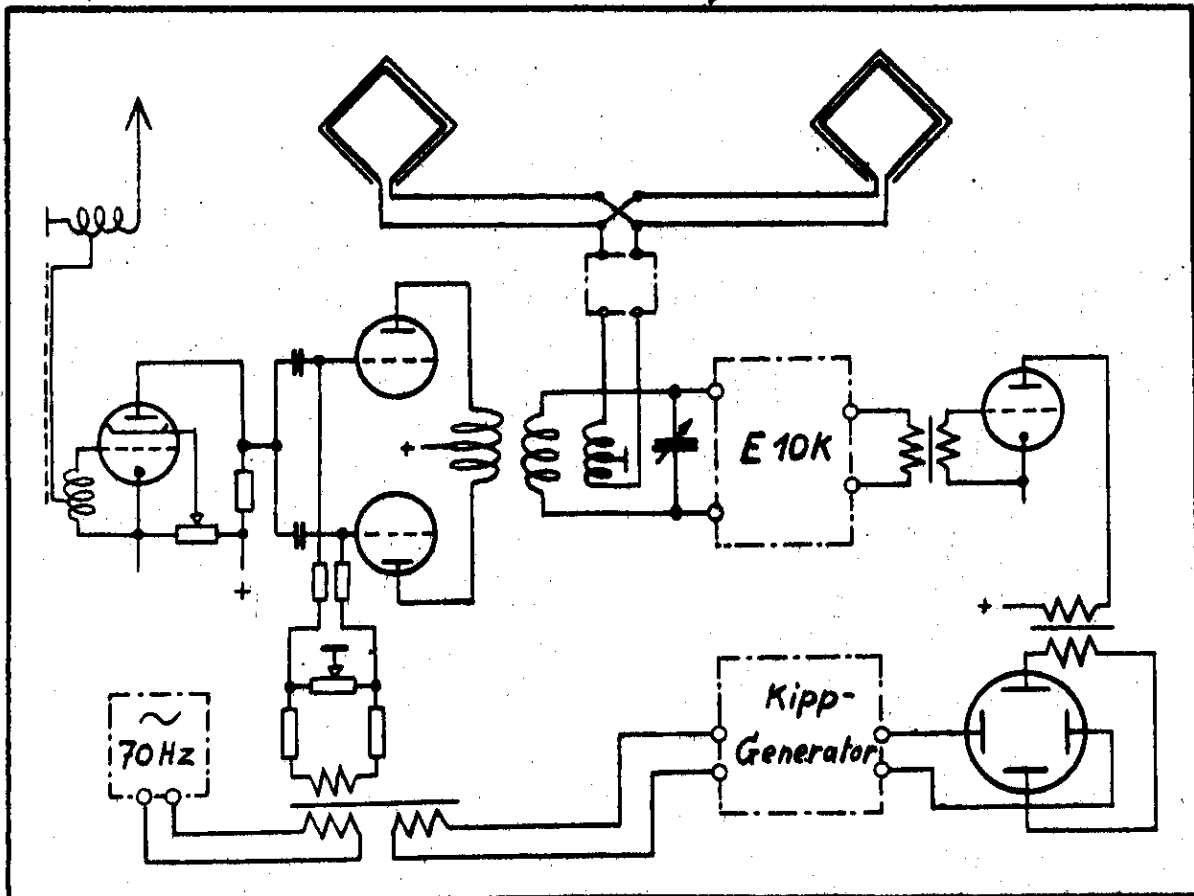 +
E 10K
+
+
~
70 Hz
Kipp-
Generator